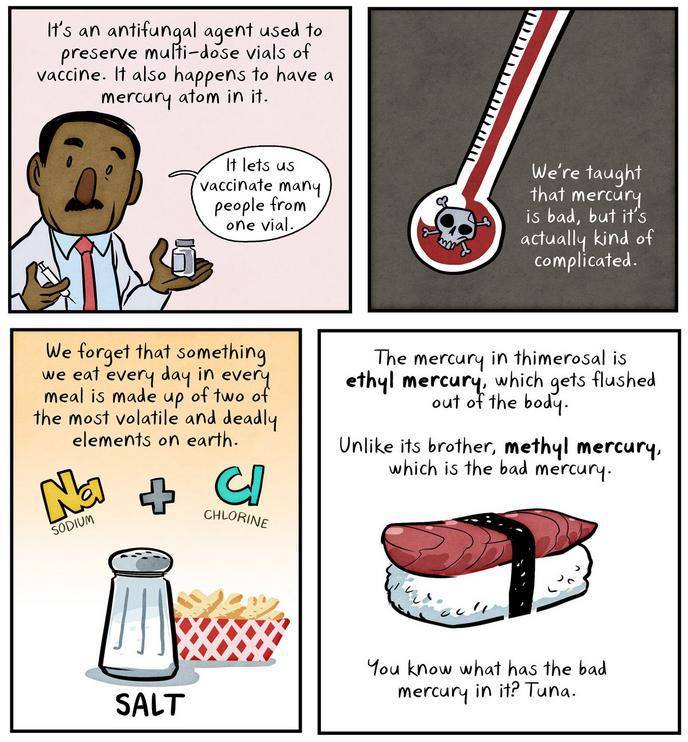 It's an antifungal agent used to
preserve multi-dose vials of
vaccine. It also happens to have a
mercury atom in it.
It lets us
vaccinate many
people from
one vial.
We're taught
that mercury
is bad, but it's
actually kind of
complicated.
We forget that something
we eat every day in every
meal is made up of two of
the most volatile and deadly
elements on earth.
Na + Cl
SODIUM
CHLORINE
SALT
The mercury in thimerosal is
ethyl mercury, which gets flushed
out of the body.
Unlike its brother, methyl mercury,
which is the bad mercury.
You know what has the bad
mercury in it? Tuna.